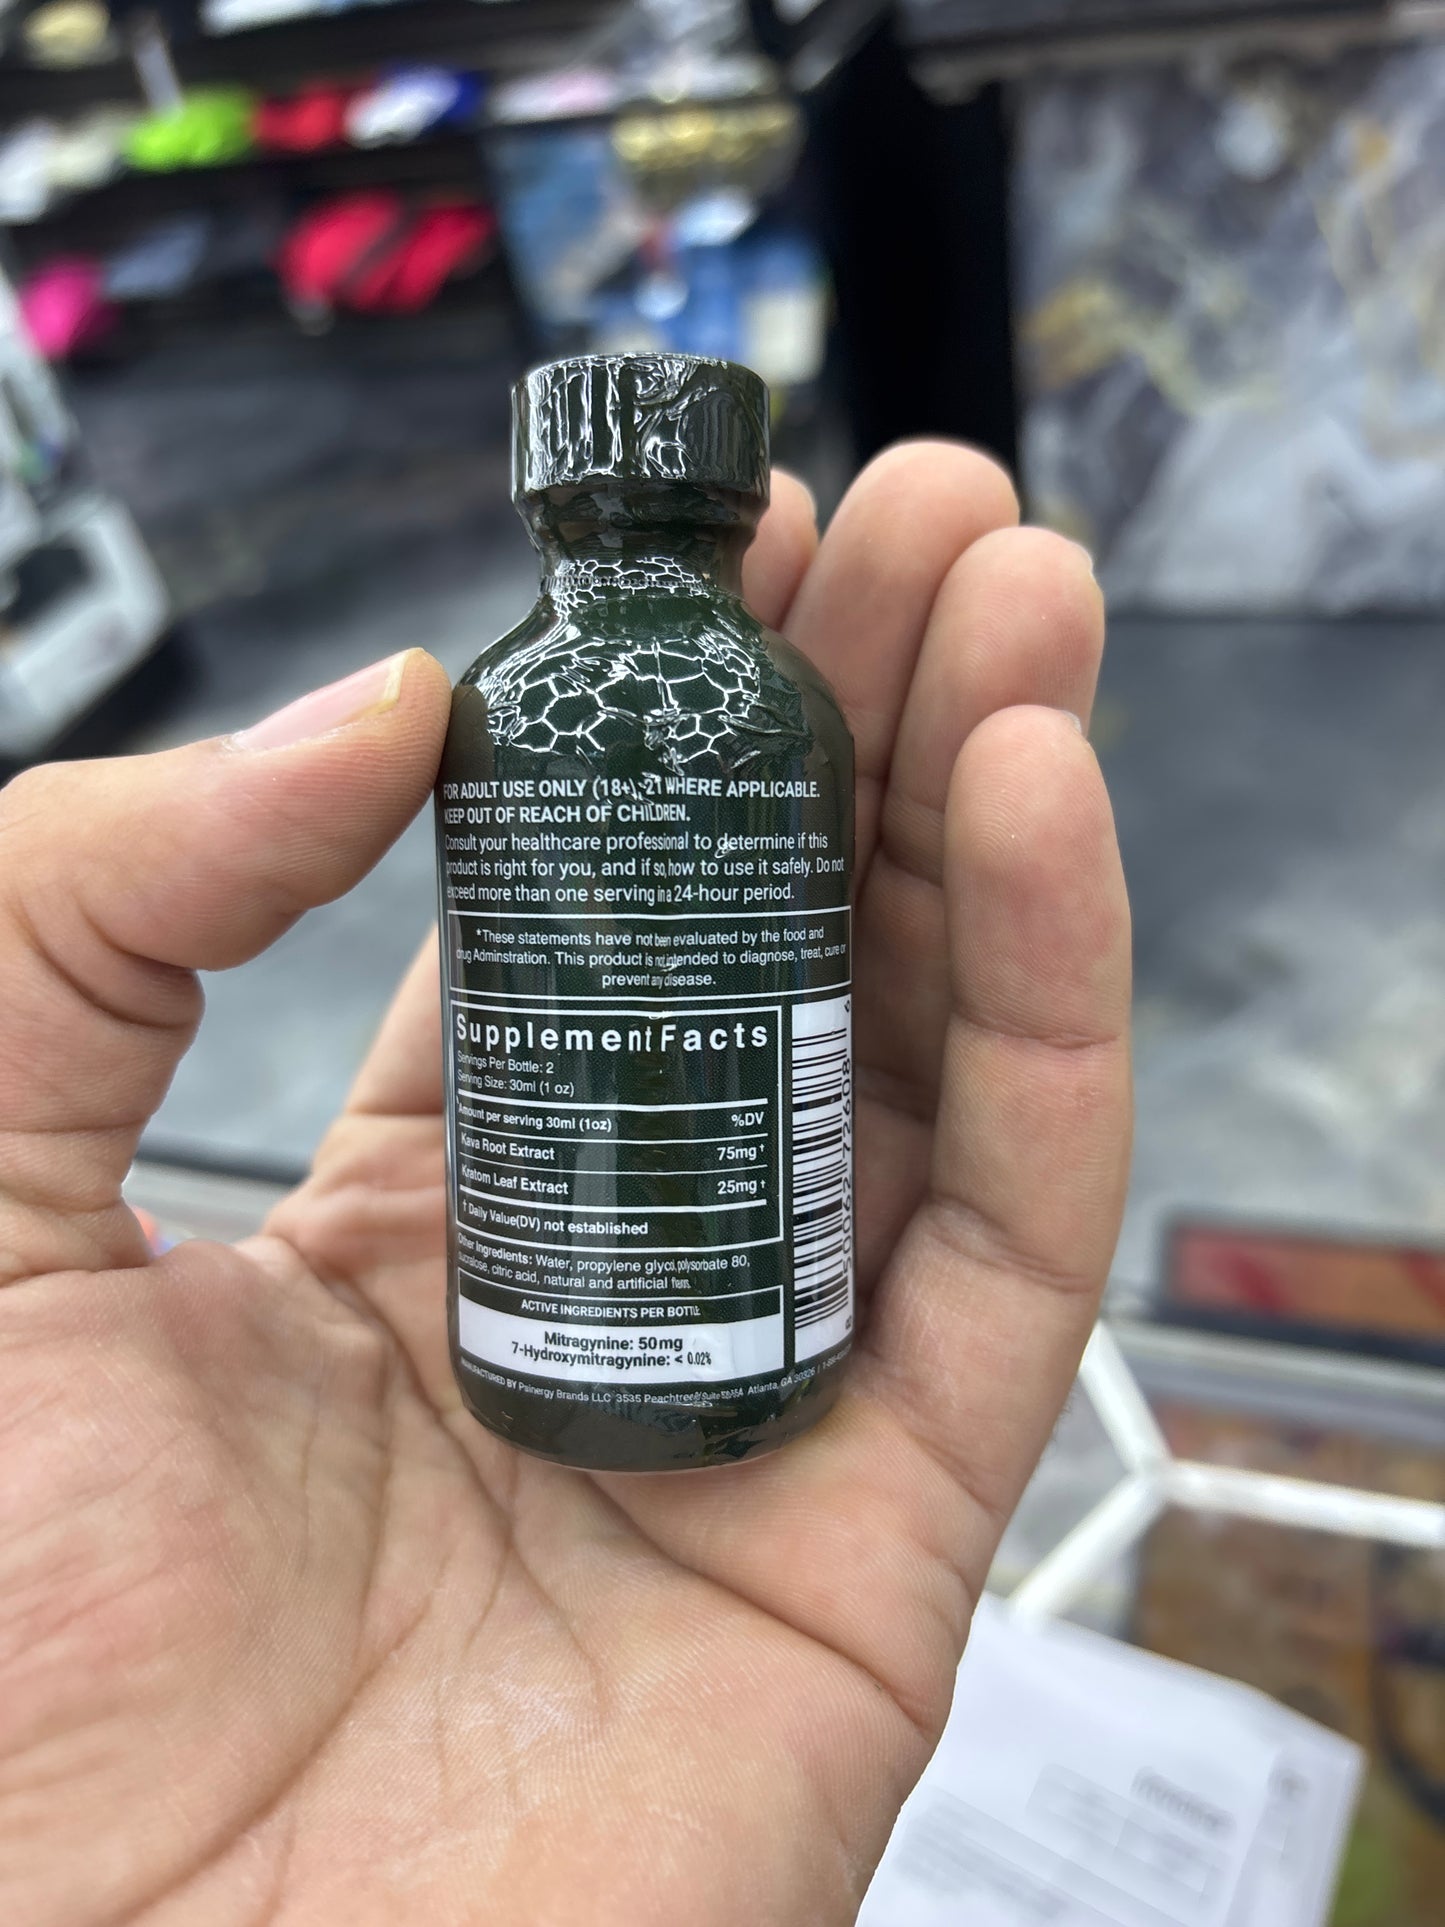 FOR ADULT USE ONLY (18+), 21 WHERE APPLICABLE.
KEEP OUT OF REACH OF CHILDREN.
Consult your healthcare professional to determine if this
product is right for you, and if so, how to use it safely. Do not
exceed more than one serving in a 24-hour period.
*These statements have not been evaluated by the food and
drug Adminstration. This product is not intended to diagnose, treat, cure or
prevent any disease.
Supplement Facts
Servings Per Bottle: 2
Serving Size: 30ml (1 oz)
*Amount per serving 30ml (1oz) %DV
Kava Root Extract 75mg†
Kratom Leaf Extract 25mg†
† Daily Value(DV) not established
Other Ingredients: Water, propylene glycol, polysorbate 80,
sucralose, citric acid, natural and artificial
ACTIVE INGREDIENTS PER BOTTLE
Mitragynine: 50mg
7-Hydroxymitragynine: < 0.02%
MANUFACTURED BY Psinergy Brands LLC 3535 Peachtree Suite Atlanta, GA 30326 |